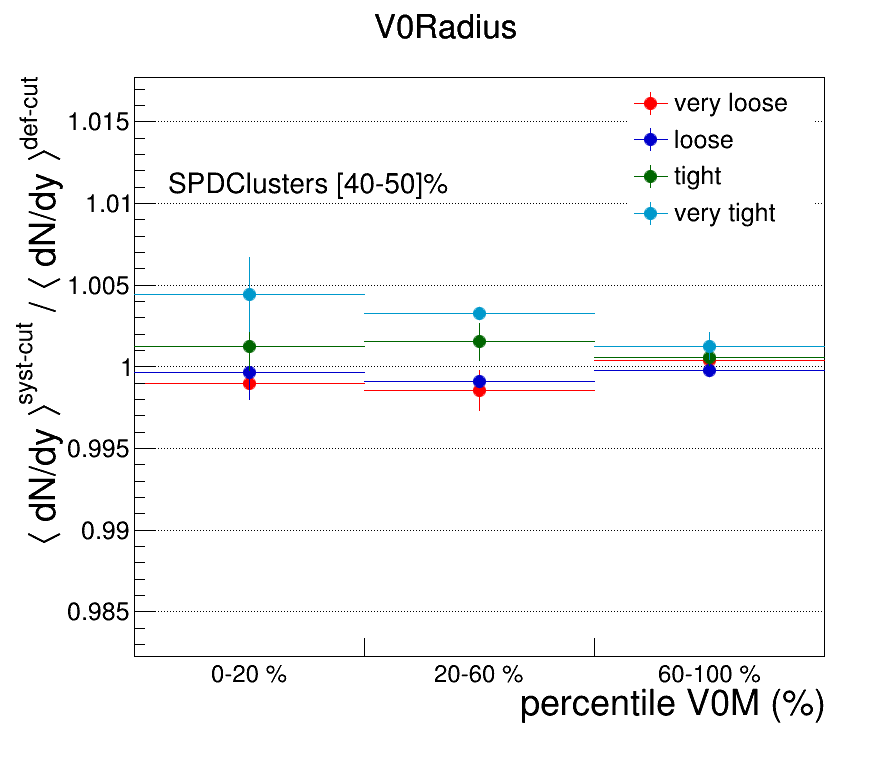 V0Radius
⟨ dN/dy ⟩^syst-cut / ⟨ dN/dy ⟩^def-cut
1.015
1.01
1.005
1
0.995
0.99
0.985
SPDClusters [40-50]%
very loose
loose
tight
very tight
0-20 %
20-60 %
60-100 %
percentile V0M (%)